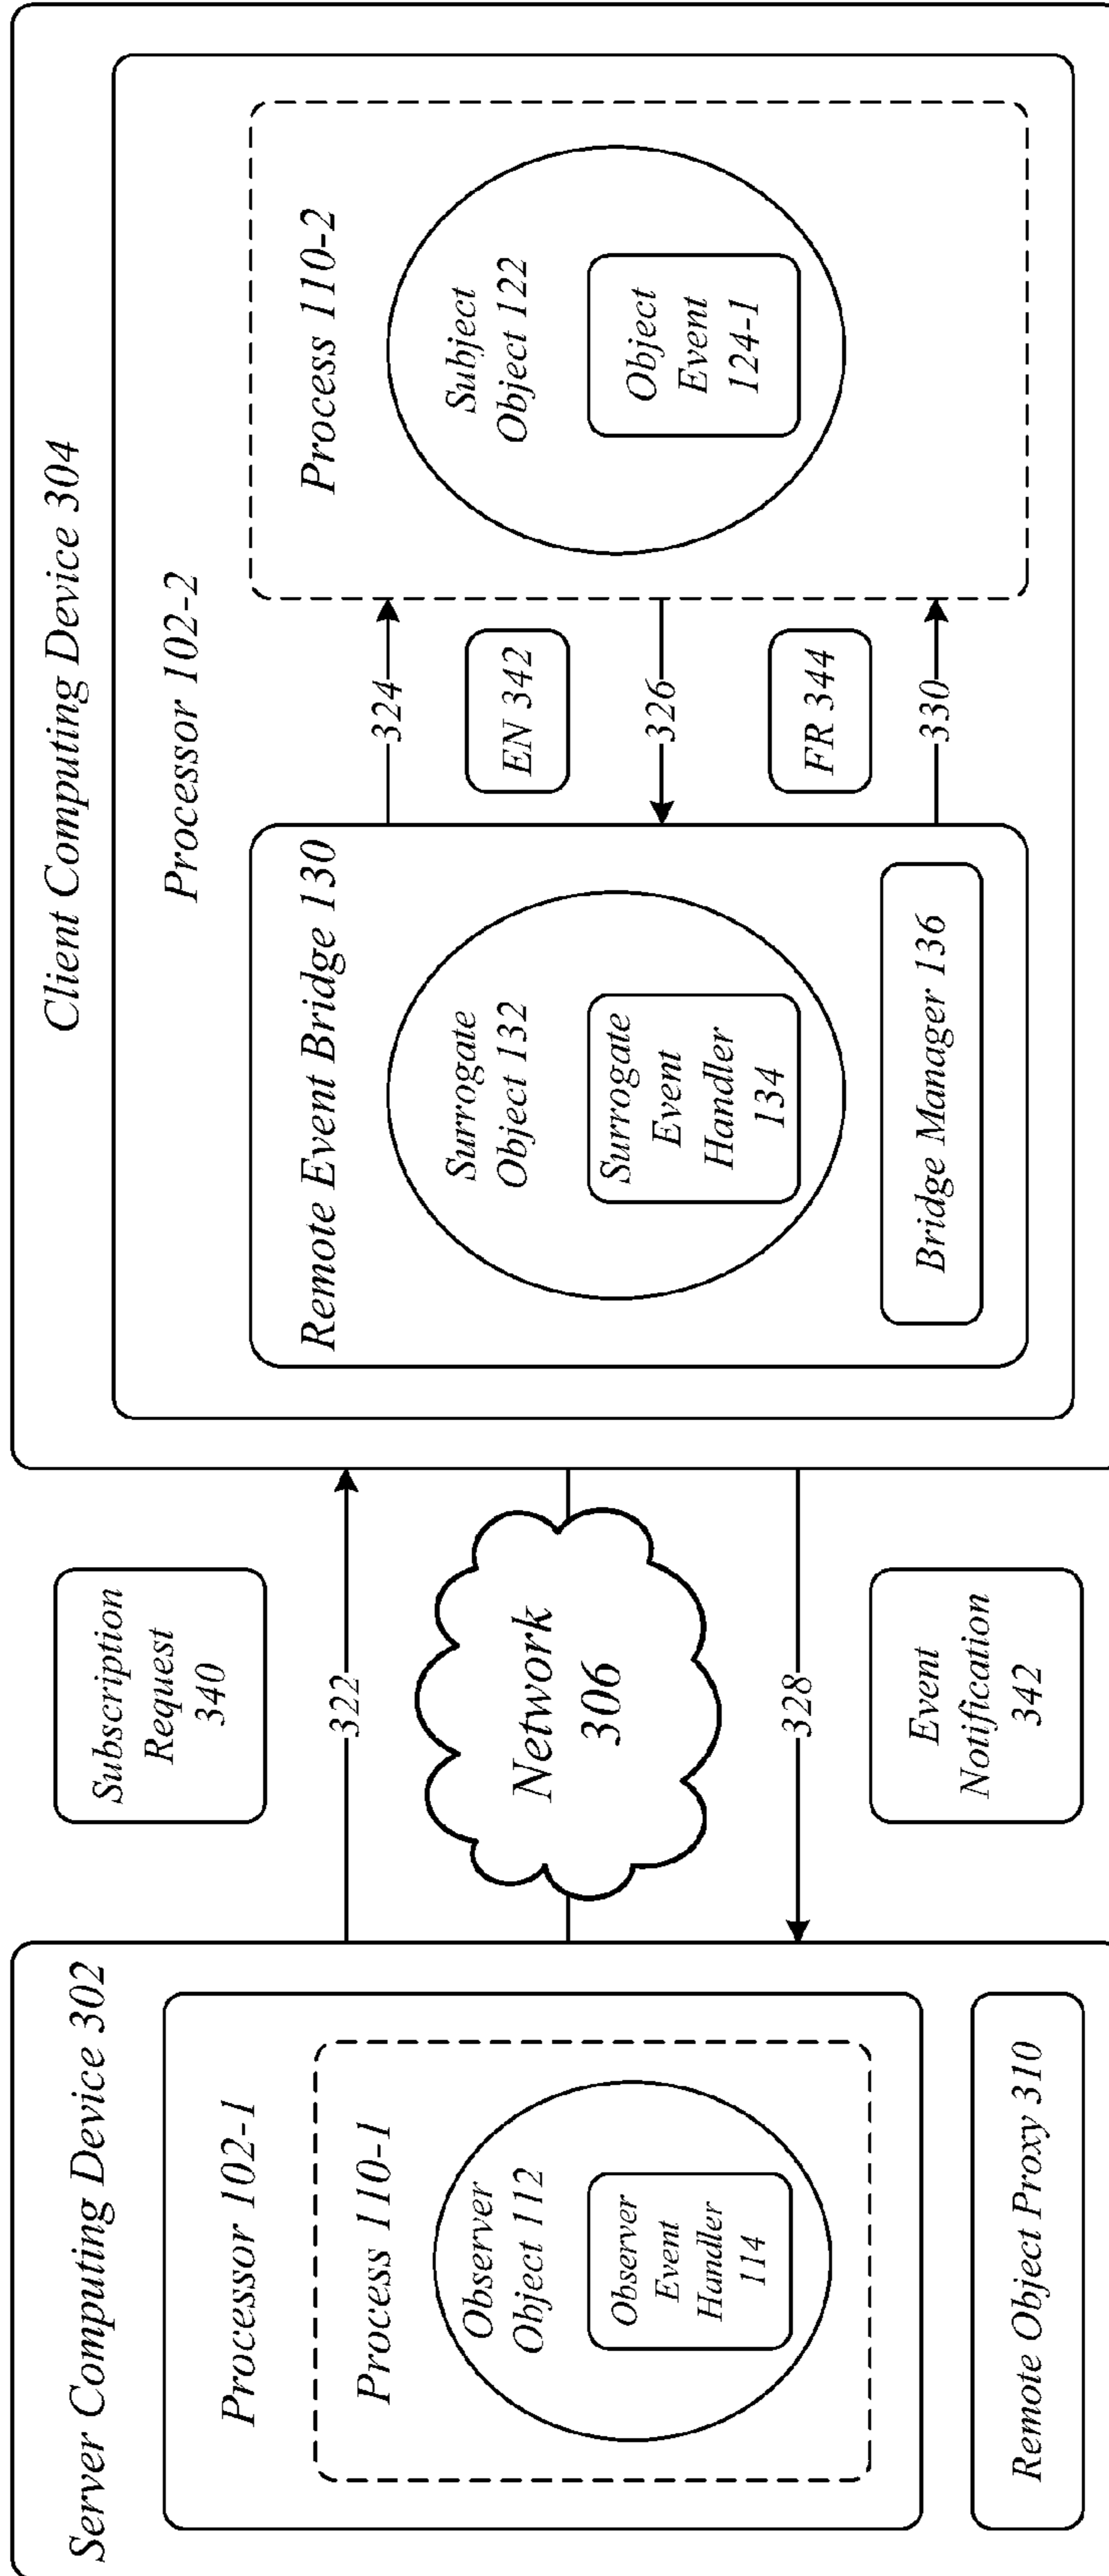 Server Computing Device 302
Processor 102-1
Process 110-1
Observer
Object 112
Observer
Event
Handler
114
Remote Object Proxy 310
Subscription
Request
340
322
Network
306
328
Event
Notification
342
Client Computing Device 304
Processor 102-2
Remote Event Bridge 130
Surrogate
Object 132
Surrogate
Event
Handler
134
Bridge Manager 136
324
EN 342
326
FR 344
330
Process 110-2
Subject
Object 122
Object
Event
124-1